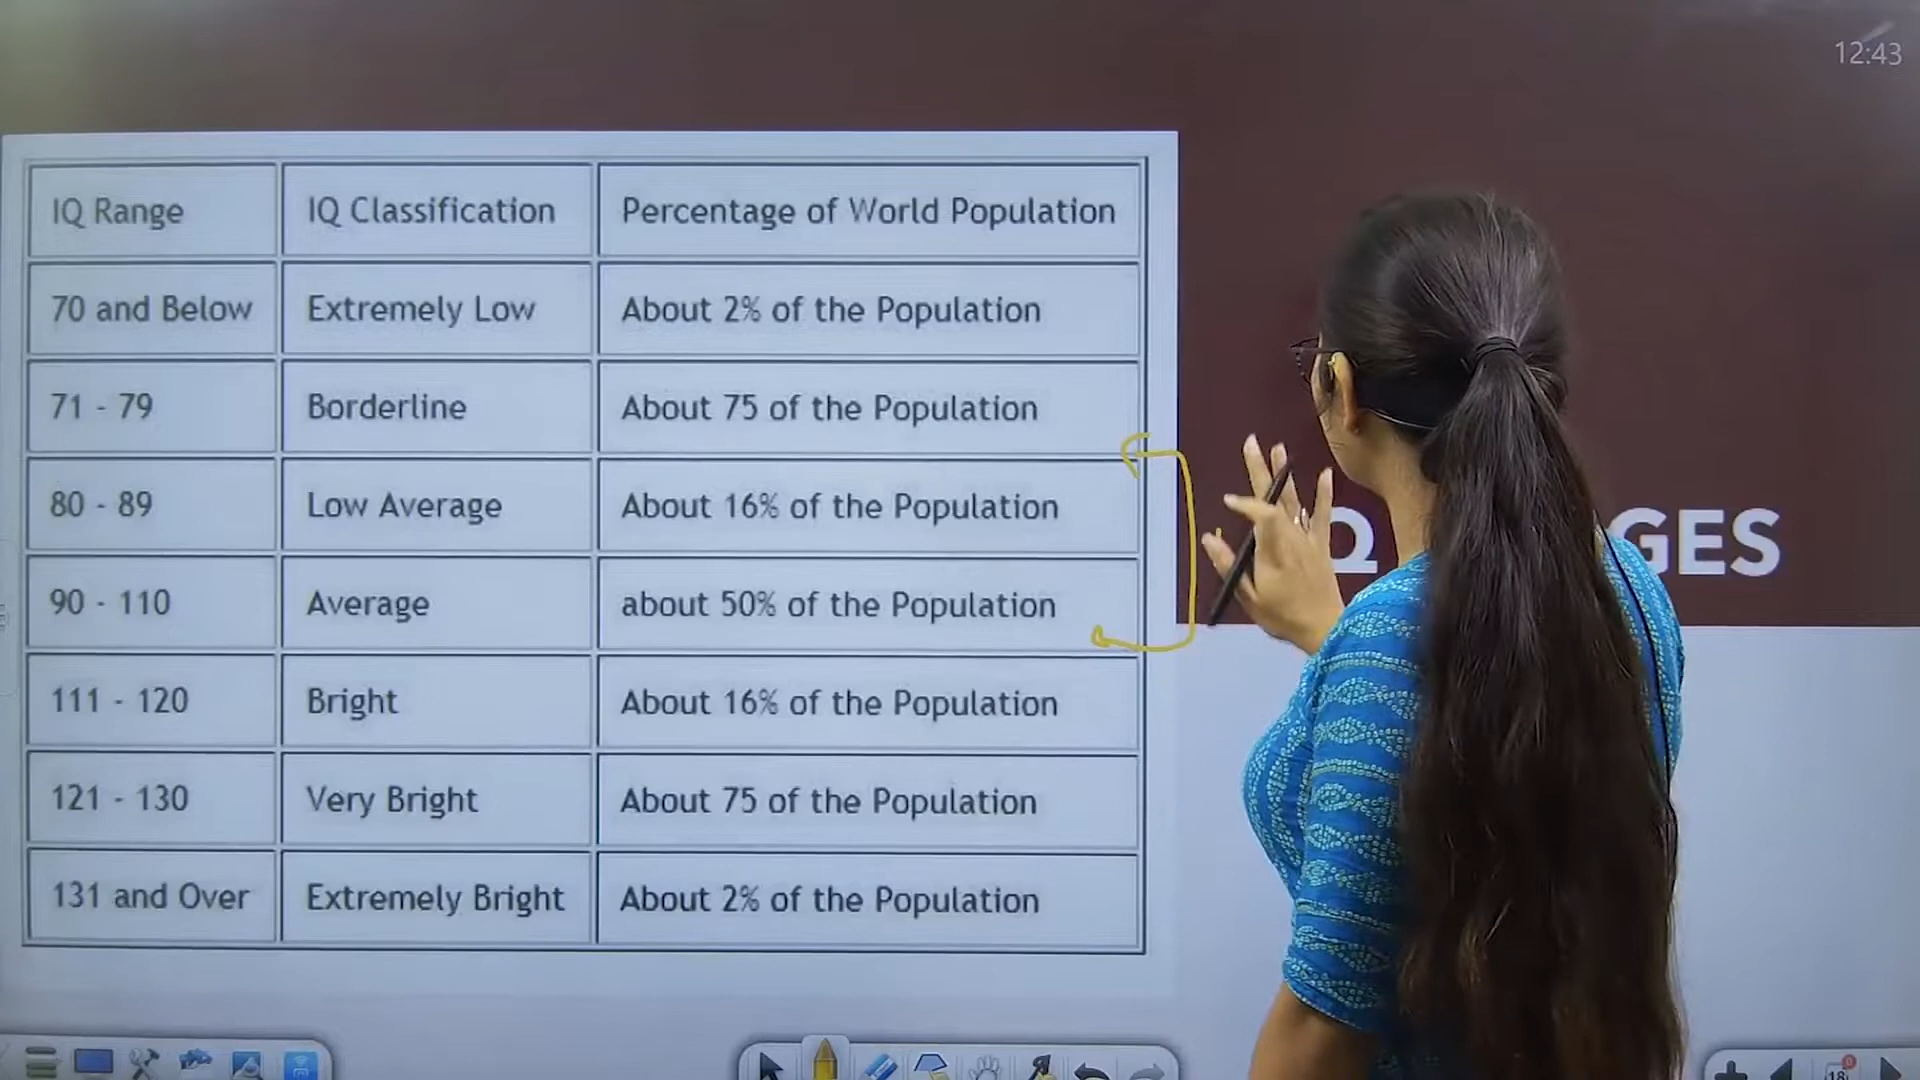 12:43
IQ Range IQ Classification Percentage of World Population
70 and Below Extremely Low About 2% of the Population
71 - 79 Borderline About 75 of the Population
80 - 89 Low Average About 16% of the Population
90 - 110 Average about 50% of the Population
111 - 120 Bright About 16% of the Population
121 - 130 Very Bright About 75 of the Population
131 and Over Extremely Bright About 2% of the Population
Q GES
18
0